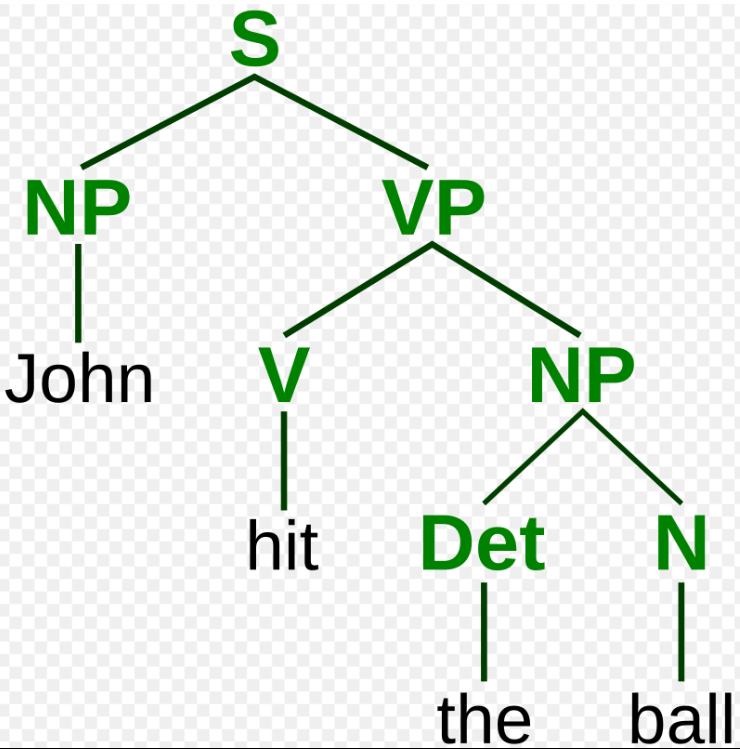 S
NP VP
John V NP
hit Det N
the ball